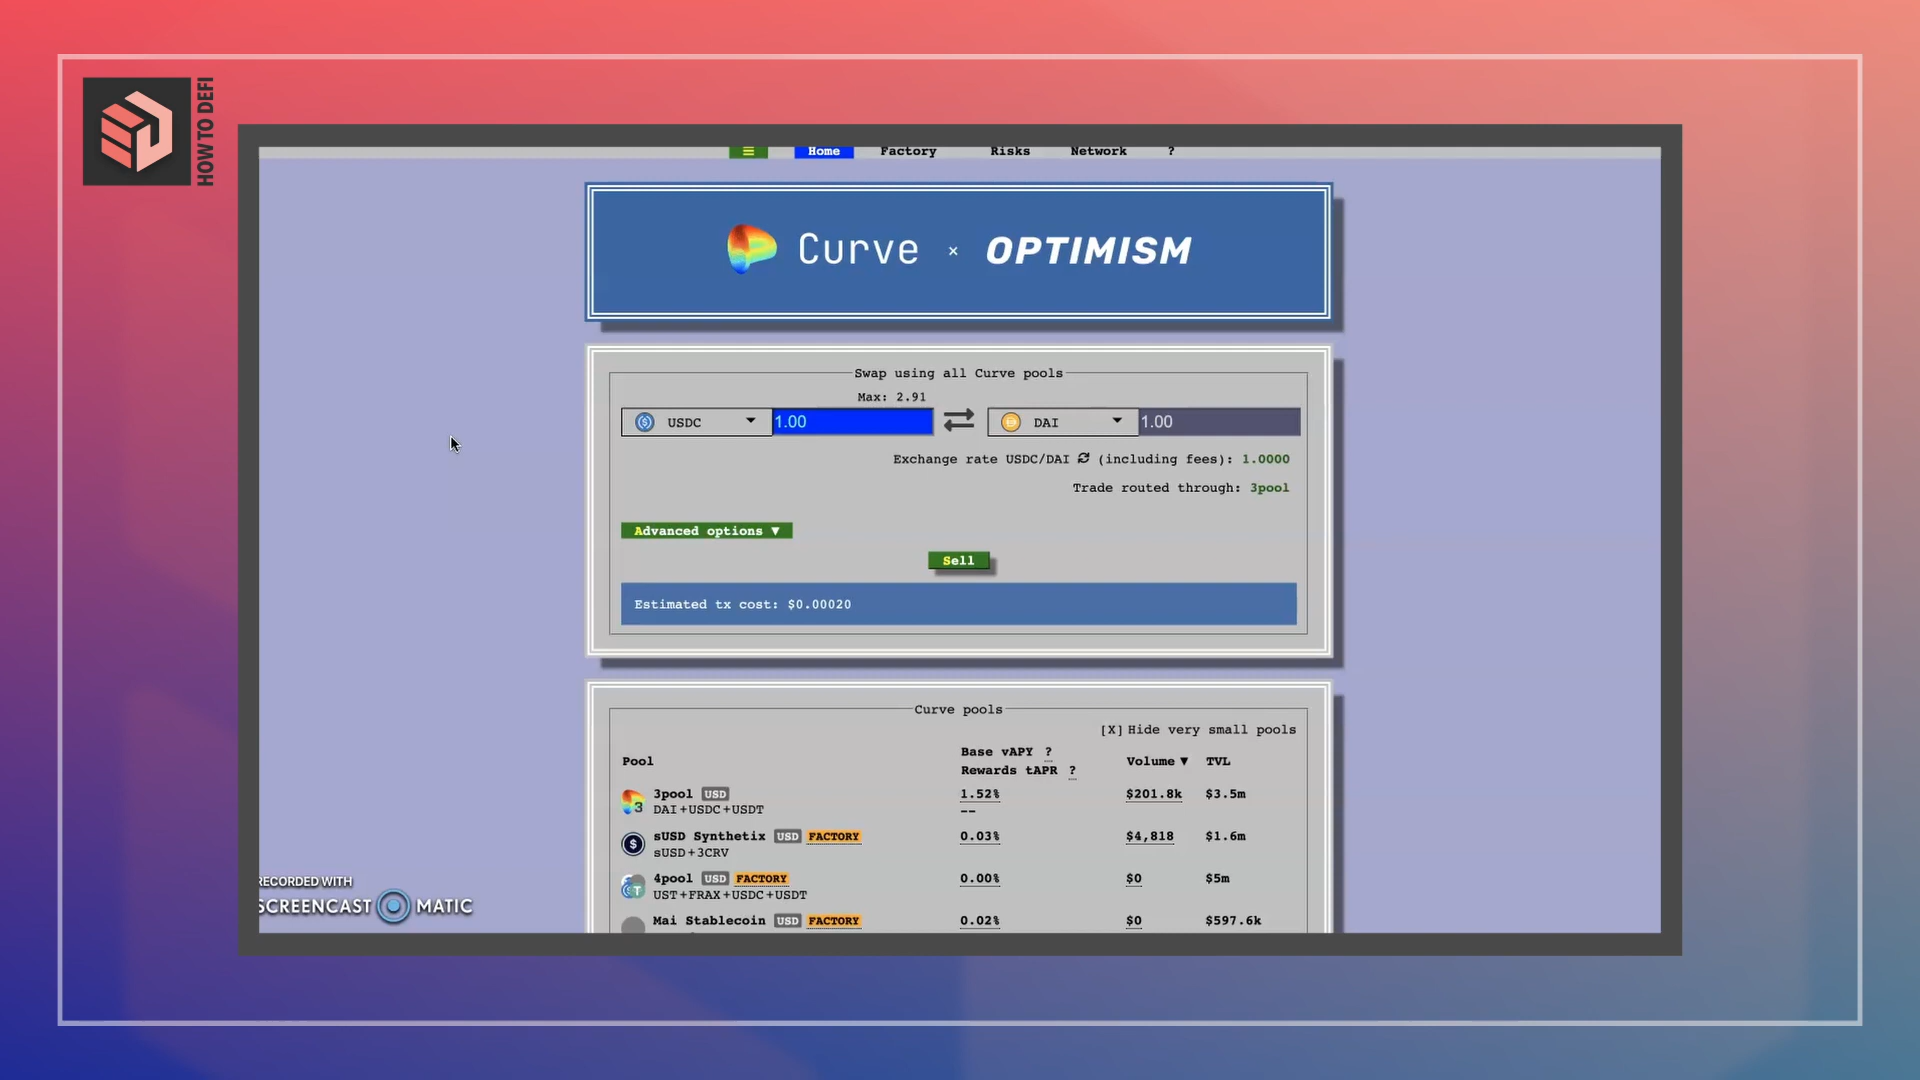 HOW TO DEFI
Home Factory Risks Network ?
Curve × OPTIMISM
Swap using all Curve pools
Max: 2.91
USDC 1.00 DAI 1.00
Exchange rate USDC/DAI (including fees): 1.0000
Trade routed through: 3pool
Advanced options ▼
Sell
Estimated tx cost: $0.00020
Curve pools
[X] Hide very small pools
Pool Base vAPY ? Volume ▼ TVL
Rewards tAPR ?
3pool USD 1.52% $201.8k $3.5m
DAI+USDC+USDT --
sUSD Synthetix USD FACTORY 0.03% $4,818 $1.6m
sUSD+3CRV
4pool USD FACTORY 0.00% $0 $5m
UST+FRAX+USDC+USDT
Mai Stablecoin USD FACTORY 0.02% $0 $597.6k
RECORDED WITH
SCREENCAST MATIC